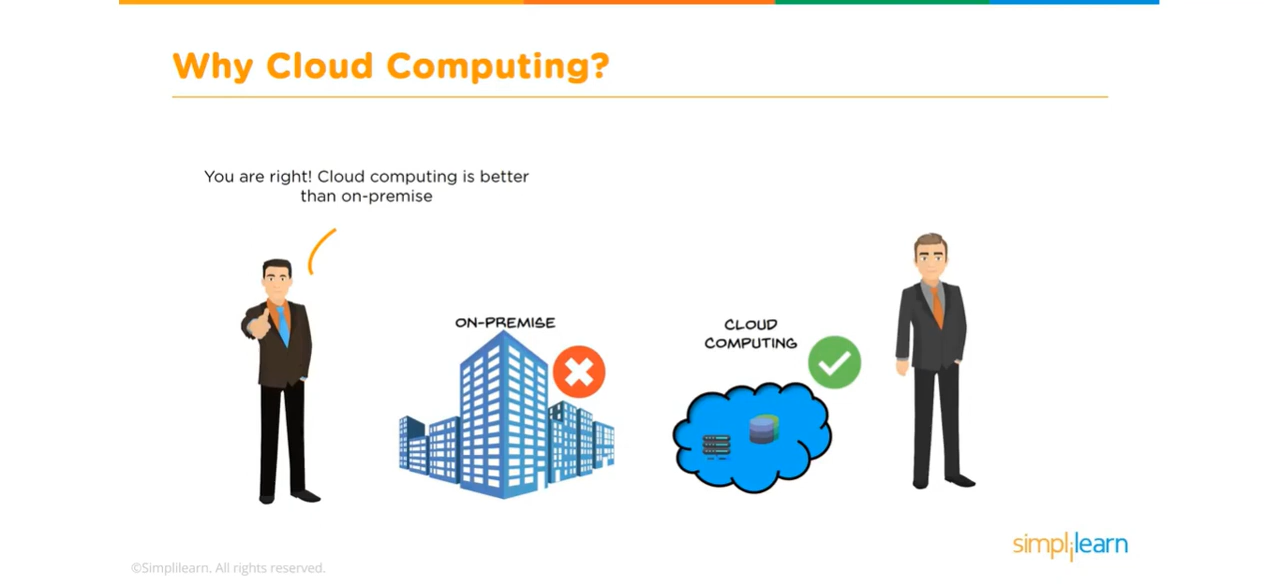 Why Cloud Computing?
You are right! Cloud computing is better
than on-premise
ON-PREMISE
CLOUD
COMPUTING
simplilearn
©Simplilearn. All rights reserved.